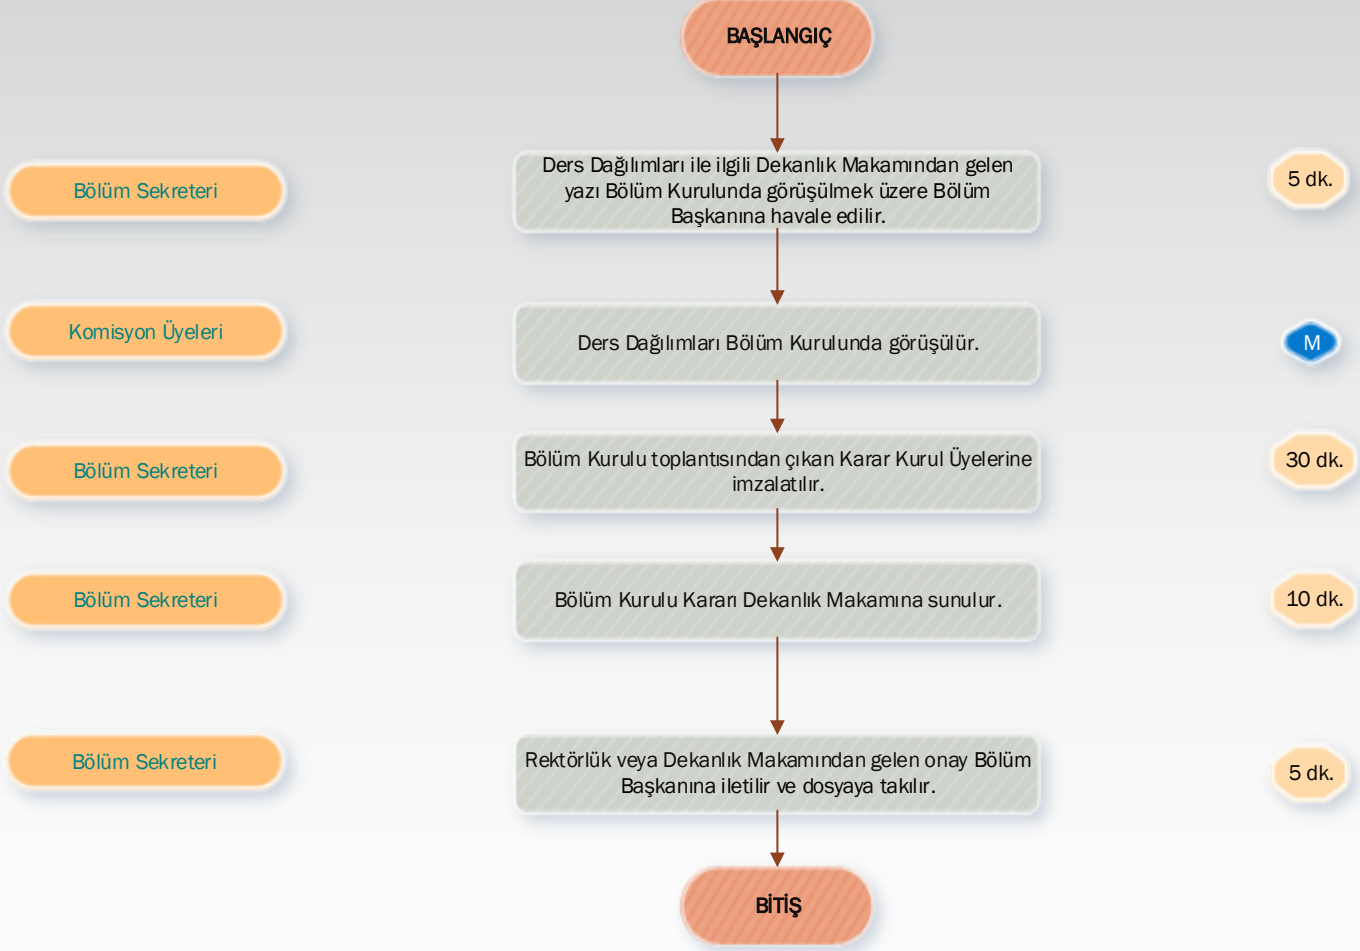 BAŞLANGIÇ
Bölüm Sekreteri
Ders Dağılımları ile ilgili Dekanlık Makamından gelen
yazı Bölüm Kurulunda görüşülmek üzere Bölüm
Başkanına havale edilir.
5 dk.
Komisyon Üyeleri
Ders Dağılımları Bölüm Kurulunda görüşülür.
M
Bölüm Sekreteri
Bölüm Kurulu toplantısından çıkan Karar Kurul Üyelerine
imzalatılır.
30 dk.
Bölüm Sekreteri
Bölüm Kurulu Kararı Dekanlık Makamına sunulur.
10 dk.
Bölüm Sekreteri
Rektörlük veya Dekanlık Makamından gelen onay Bölüm
Başkanına iletilir ve dosyaya takılır.
5 dk.
BİTİŞ